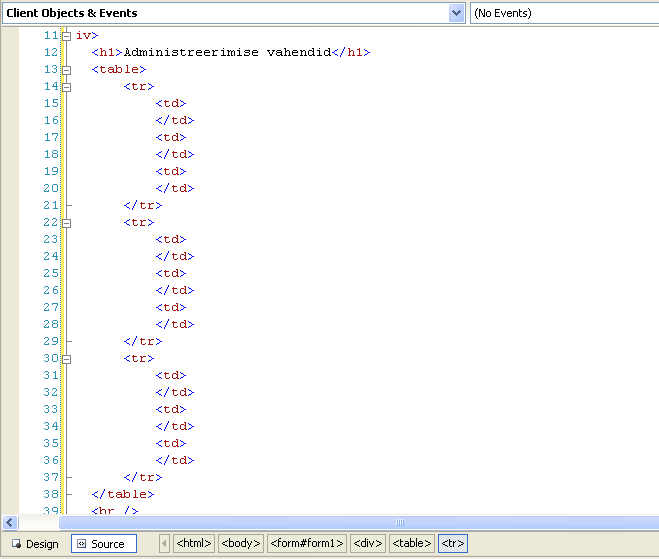 Client Objects & Events
(No Events)
11 iv>
12 <h1>Administreerimise vahendid</h1>
13 <table>
14 <tr>
15 <td>
16 </td>
17 <td>
18 </td>
19 <td>
20 </td>
21 </tr>
22 <tr>
23 <td>
24 </td>
25 <td>
26 </td>
27 <td>
28 </td>
29 </tr>
30 <tr>
31 <td>
32 </td>
33 <td>
34 </td>
35 <td>
36 </td>
37 </tr>
38 </table>
39 <br />
Design Source <html> <body> <form#form1> <div> <table> <tr>